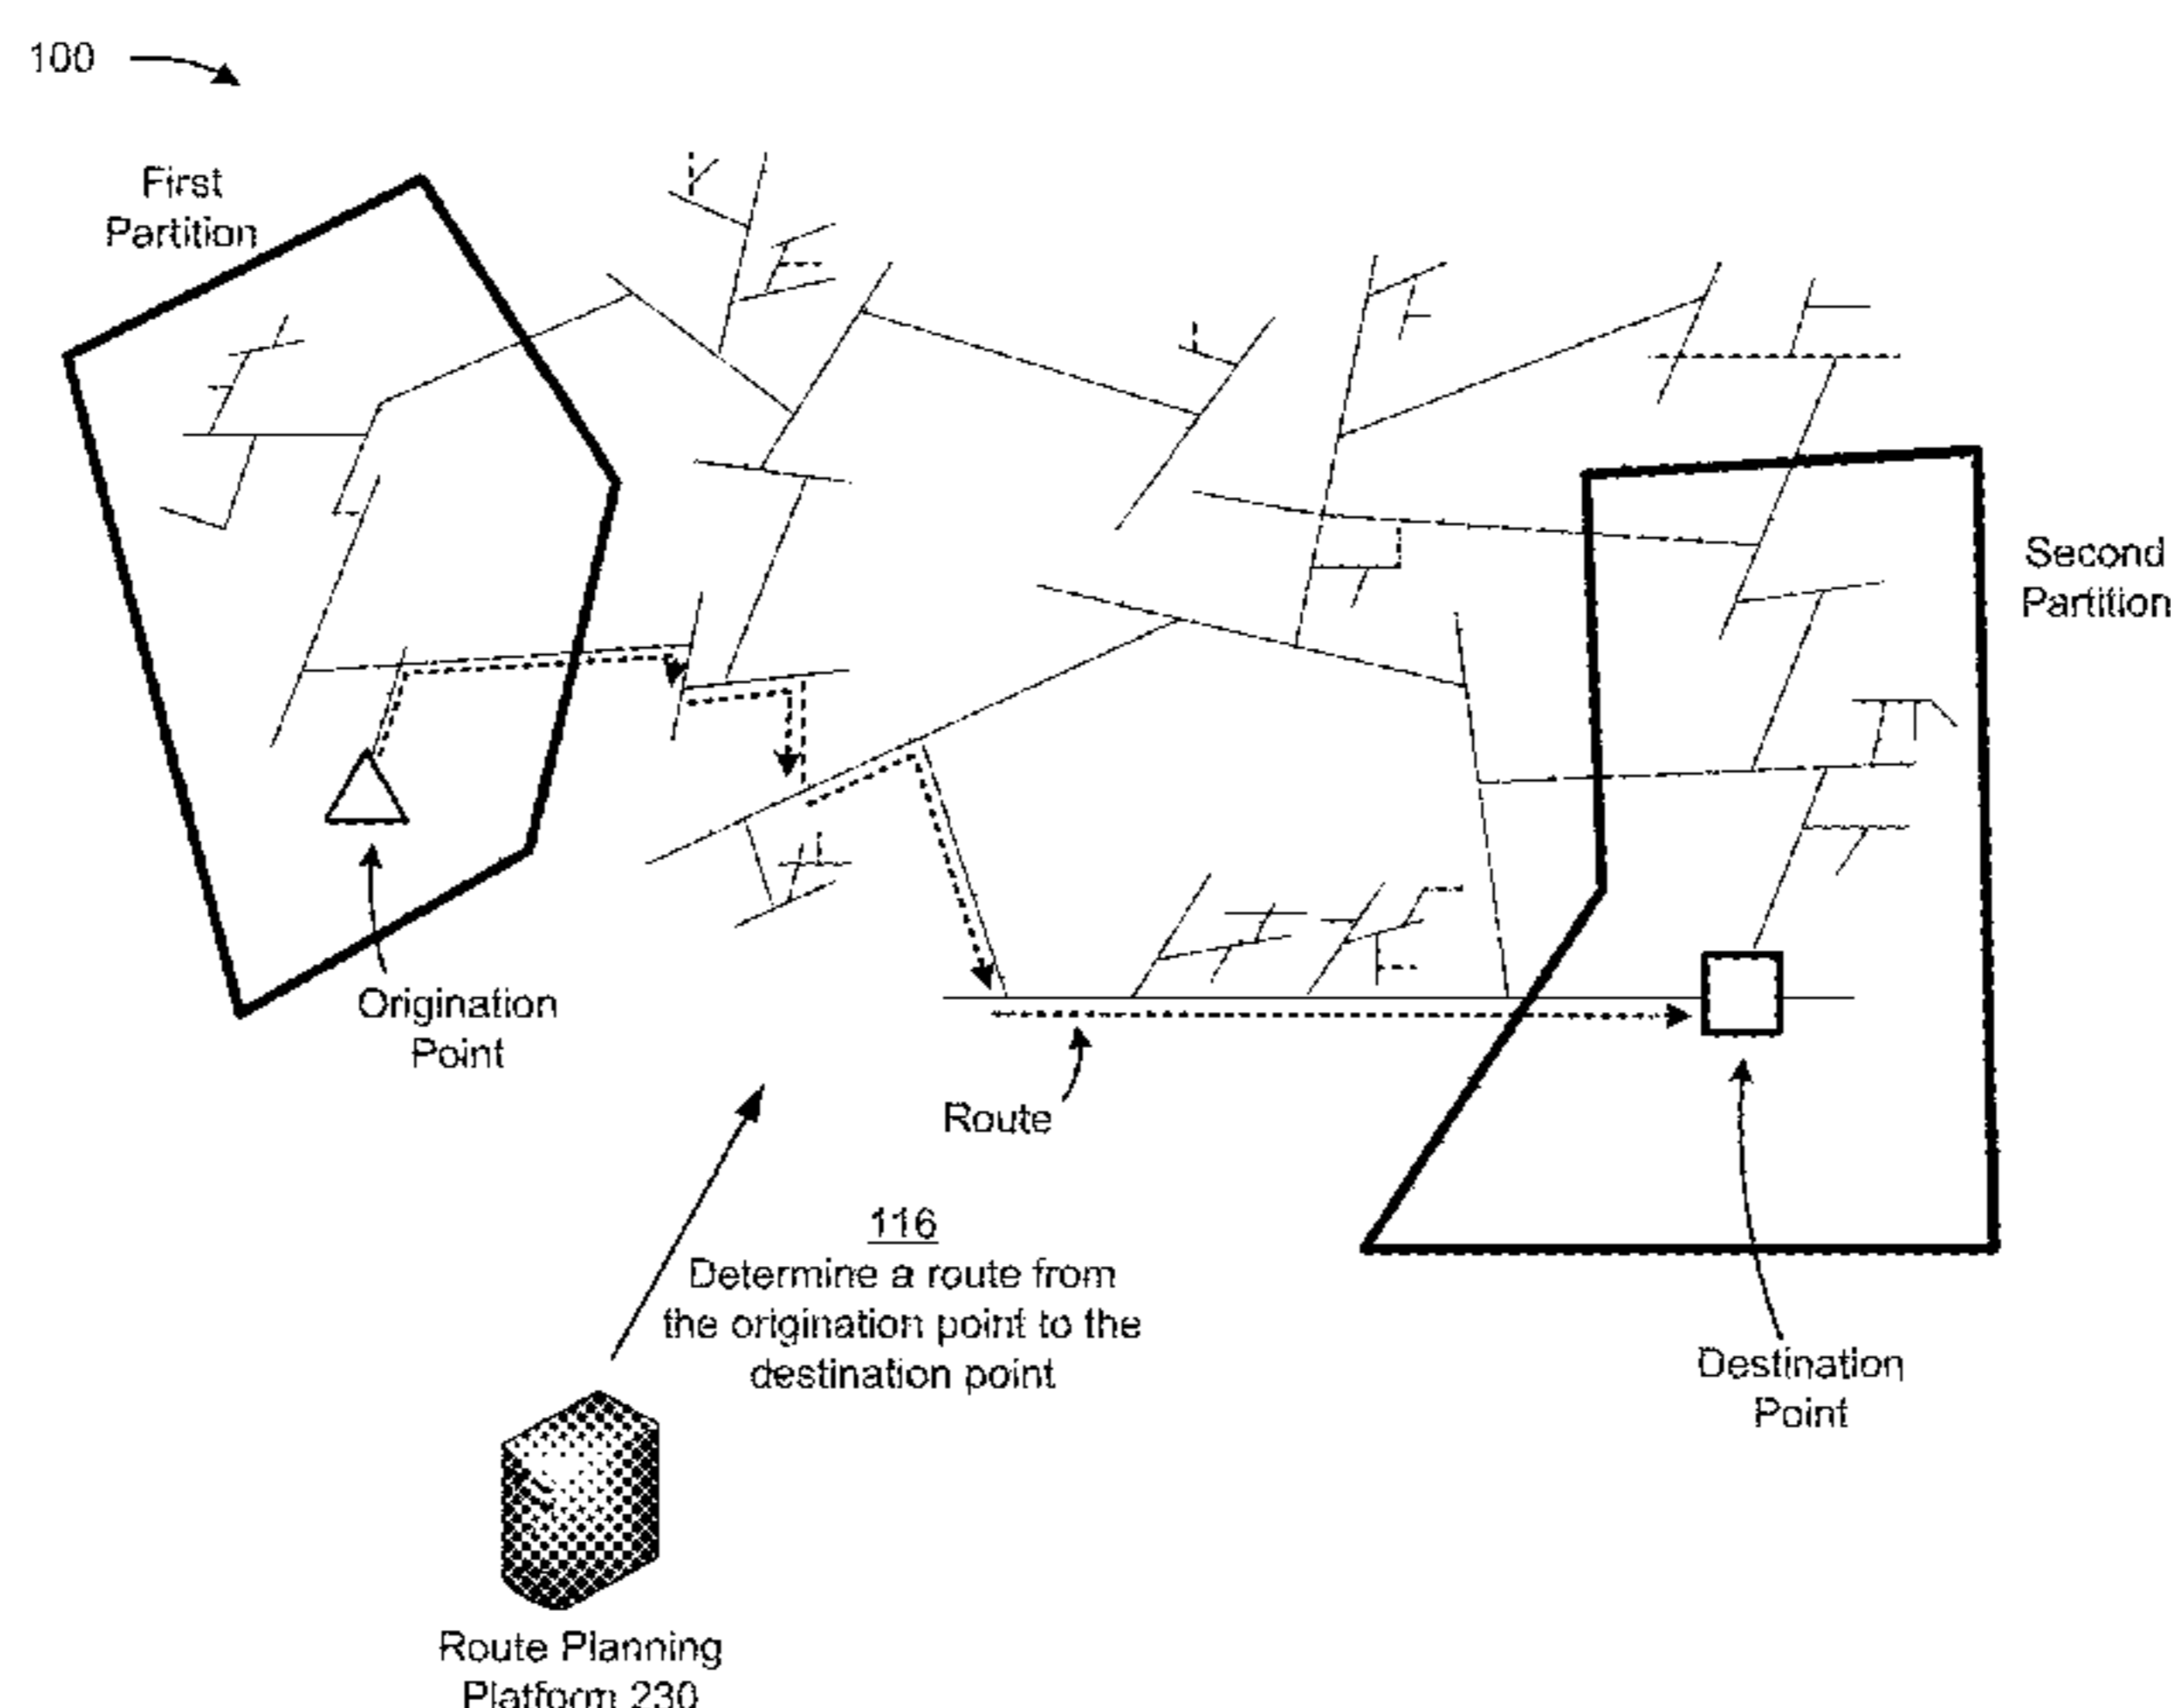 100
First
Partition
Second
Partition
Origination
Point
Route
116
Determine a route from
the origination point to the
destination point
Destination
Point
Route Planning
Platform 230